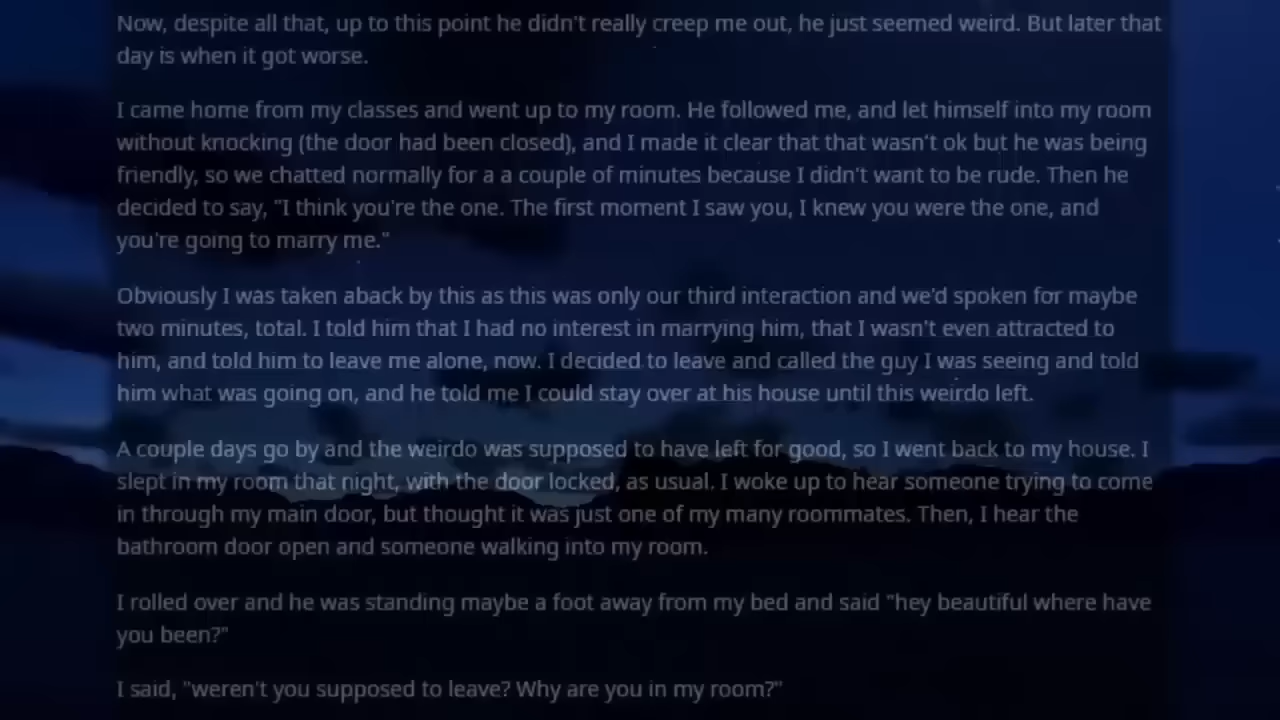 Now, despite all that, up to this point he didn't really creep me out, he just seemed weird. But later that
day is when it got worse.
I came home from my classes and went up to my room. He followed me, and let himself into my room
without knocking (the door had been closed), and I made it clear that that wasn't ok but he was being
friendly, so we chatted normally for a a couple of minutes because I didn't want to be rude. Then he
decided to say, "I think you're the one. The first moment I saw you, I knew you were the one, and
you're going to marry me."
Obviously I was taken aback by this as this was only our third interaction and we'd spoken for maybe
two minutes, total. I told him that I had no interest in marrying him, that I wasn't even attracted to
him, and told him to leave me alone, now. I decided to leave and called the guy I was seeing and told
him what was going on, and he told me I could stay over at his house until this weirdo left.
A couple days go by and the weirdo was supposed to have left for good, so I went back to my house. I
slept in my room that night, with the door locked, as usual. I woke up to hear someone trying to come
in through my main door, but thought it was just one of my many roommates. Then, I hear the
bathroom door open and someone walking into my room.
I rolled over and he was standing maybe a foot away from my bed and said "hey beautiful where have
you been?"
I said, "weren't you supposed to leave? Why are you in my room?"